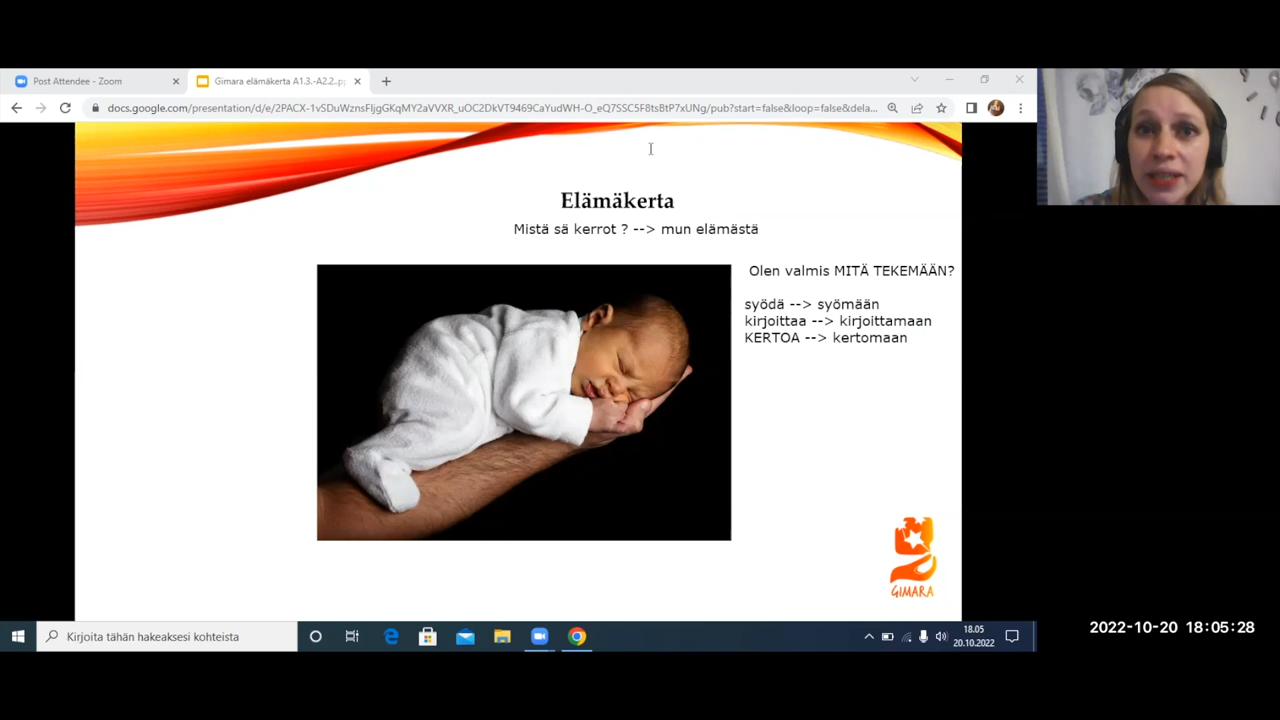 Post Attendee - Zoom
Gimara elämäkerta A1.3.-A2.2..pp
docs.google.com/presentation/d/e/2PACX-1vSDuWznsFIjgGKqMY2aVVXR_uOC2DkVT9469CaYudWH-O_eQ7SSC5F8tsBtP7xUNg/pub?start=false&loop=false&dela...
Elämäkerta
Mistä sä kerrot ? --> mun elämästä
Olen valmis MITÄ TEKEMÄÄN?
syödä --> syömään
kirjoittaa --> kirjoittamaan
KERTOA --> kertomaan
GIMARA
Kirjoita tähän hakeaksesi kohteista
18.05
20.10.2022
2022-10-20 18:05:28